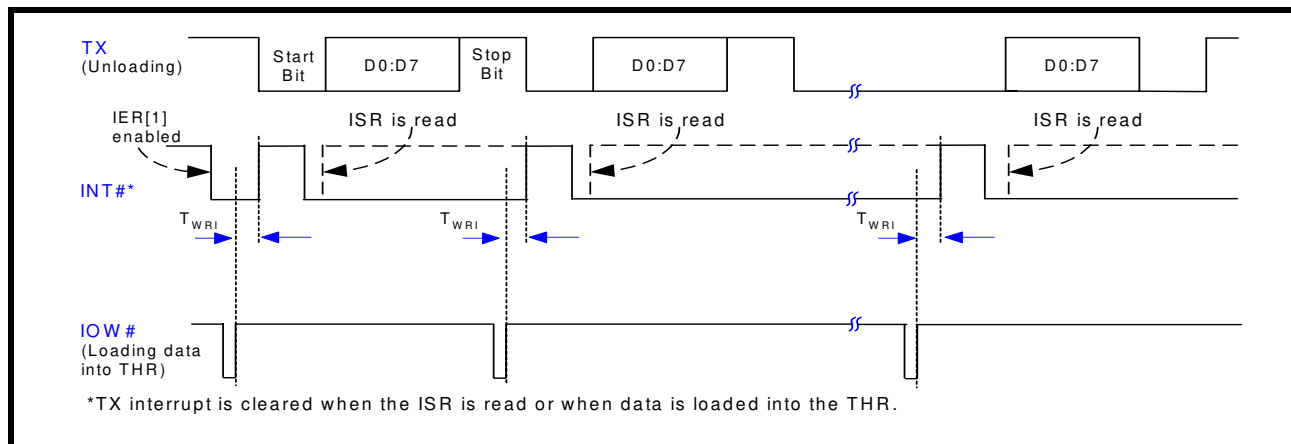 TX
(Unloading)
Start
Bit
D0:D7
Stop
Bit
D0:D7
D0:D7
IER[1]
enabled
ISR is read
ISR is read
ISR is read
INT#*
TWRI
TWRI
TWRI
IOW#
(Loading data
into THR)
*TX interrupt is cleared when the ISR is read or when data is loaded into the THR.